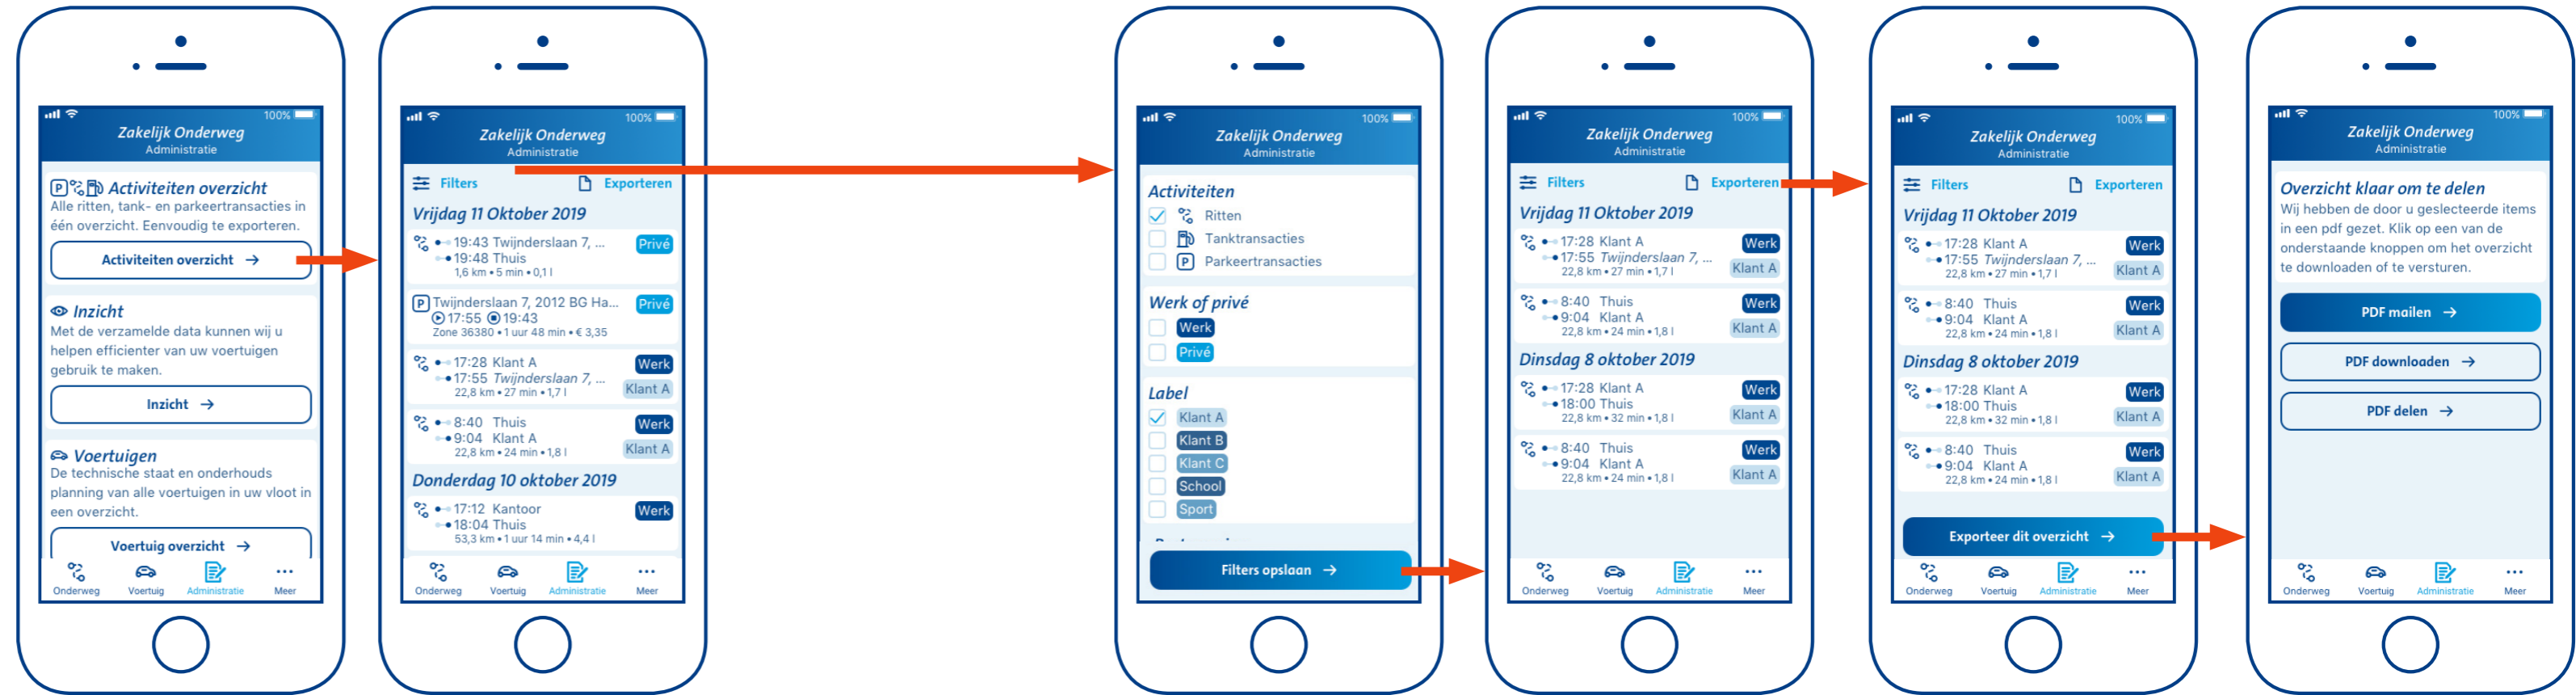 100%
Zakelijk Onderweg
Administratie
P Activiteiten overzicht
Alle ritten, tank- en parkeertransacties in
één overzicht. Eenvoudig te exporteren.
Activiteiten overzicht →
Inzicht
Met de verzamelde data kunnen wij u
helpen efficienter van uw voertuigen
gebruik te maken.
Inzicht →
Voertuigen
De technische staat en onderhouds
planning van alle voertuigen in uw vloot in
een overzicht.
Voertuig overzicht →
Onderweg Voertuig Administratie Meer
100%
Zakelijk Onderweg
Administratie
Filters Exporteren
Vrijdag 11 Oktober 2019
19:43 Twijnderslaan 7, ... Privé
19:48 Thuis
1,6 km • 5 min • 0,1 l
P Twijnderslaan 7, 2012 BG Ha... Privé
17:55 19:43
Zone 36380 • 1 uur 48 min • € 3,35
17:28 Klant A Werk
17:55 Twijnderslaan 7, ...
22,8 km • 27 min • 1,7 l Klant A
8:40 Thuis Werk
9:04 Klant A
22,8 km • 24 min • 1,8 l Klant A
Donderdag 10 oktober 2019
17:12 Kantoor Werk
18:04 Thuis
53,3 km • 1 uur 14 min • 4,4 l
Onderweg Voertuig Administratie Meer
100%
Zakelijk Onderweg
Administratie
Activiteiten
Ritten
Tanktransacties
P Parkeertransacties
Werk of privé
Werk
Privé
Label
Klant A
Klant B
Klant C
School
Sport
Filters opslaan →
100%
Zakelijk Onderweg
Administratie
Filters Exporteren
Vrijdag 11 Oktober 2019
17:28 Klant A Werk
17:55 Twijnderslaan 7, ...
22,8 km • 27 min • 1,7 l Klant A
8:40 Thuis Werk
9:04 Klant A
22,8 km • 24 min • 1,8 l Klant A
Dinsdag 8 oktober 2019
17:28 Klant A Werk
18:00 Thuis
22,8 km • 32 min • 1,8 l Klant A
8:40 Thuis Werk
9:04 Klant A
22,8 km • 24 min • 1,8 l Klant A
Onderweg Voertuig Administratie Meer
100%
Zakelijk Onderweg
Administratie
Filters Exporteren
Vrijdag 11 Oktober 2019
17:28 Klant A Werk
17:55 Twijnderslaan 7, ...
22,8 km • 27 min • 1,7 l Klant A
8:40 Thuis Werk
9:04 Klant A
22,8 km • 24 min • 1,8 l Klant A
Dinsdag 8 oktober 2019
17:28 Klant A Werk
18:00 Thuis
22,8 km • 32 min • 1,8 l Klant A
8:40 Thuis Werk
9:04 Klant A
22,8 km • 24 min • 1,8 l Klant A
Exporteer dit overzicht →
Onderweg Voertuig Administratie Meer
100%
Zakelijk Onderweg
Administratie
Overzicht klaar om te delen
Wij hebben de door u geslecteerde items
in een pdf gezet. Klik op een van de
onderstaande knoppen om het overzicht
te downloaden of te versturen.
PDF mailen →
PDF downloaden →
PDF delen →
Onderweg Voertuig Administratie Meer